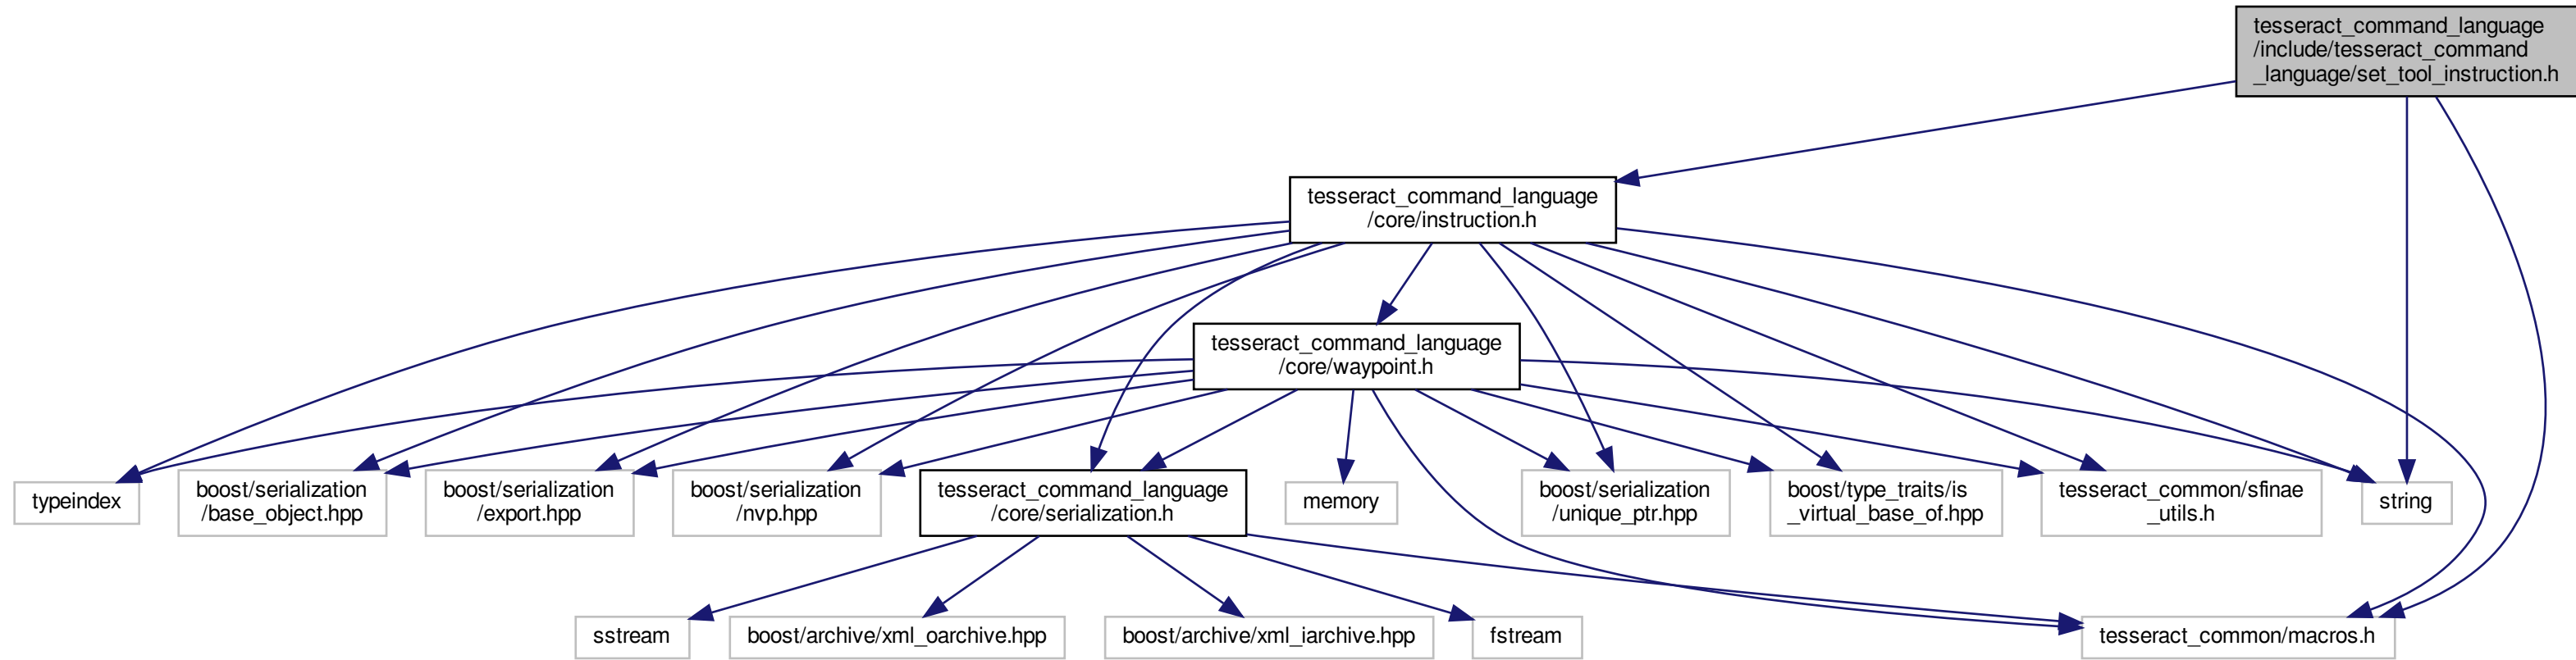 tesseract_command_language
/include/tesseract_command
_language/set_tool_instruction.h
tesseract_command_language
/core/instruction.h
tesseract_command_language
/core/waypoint.h
typeindex
boost/serialization
/base_object.hpp
boost/serialization
/export.hpp
boost/serialization
/nvp.hpp
tesseract_command_language
/core/serialization.h
memory
boost/serialization
/unique_ptr.hpp
boost/type_traits/is
_virtual_base_of.hpp
tesseract_common/sfinae
_utils.h
string
sstream
boost/archive/xml_oarchive.hpp
boost/archive/xml_iarchive.hpp
fstream
tesseract_common/macros.h